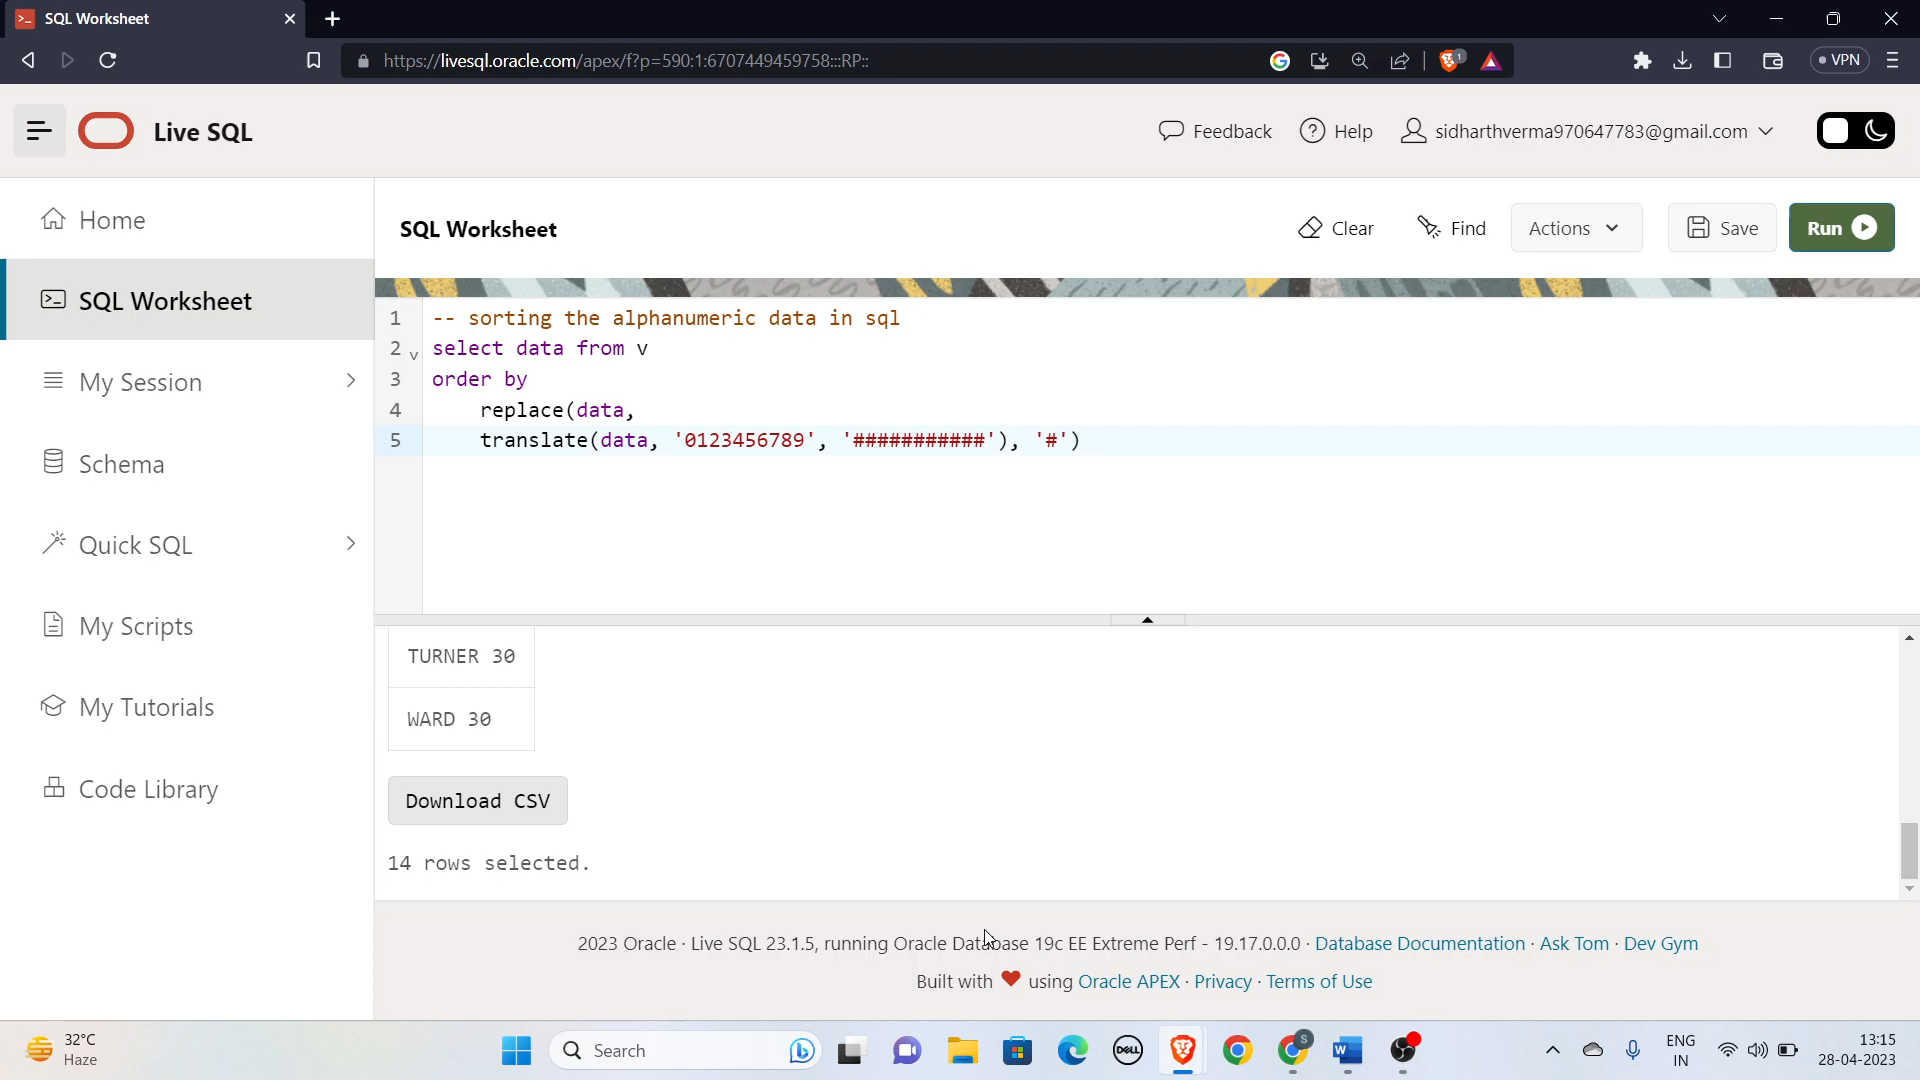 SQL Worksheet
https://livesql.oracle.com/apex/f?p=590:1:6707449459758:::RP::
1
VPN
Live SQL
Feedback
Help
sidharthverma970647783@gmail.com
Home
SQL Worksheet
My Session
Schema
Quick SQL
My Scripts
My Tutorials
Code Library
SQL Worksheet
Clear
Find
Actions
Save
Run
1 -- sorting the alphanumeric data in sql
2 select data from v
3 order by
4 replace(data,
5 translate(data, '0123456789', '###########'), '#')
TURNER 30
WARD 30
Download CSV
14 rows selected.
2023 Oracle · Live SQL 23.1.5, running Oracle Database 19c EE Extreme Perf - 19.17.0.0.0 · Database Documentation · Ask Tom · Dev Gym
Built with ❤ using Oracle APEX · Privacy · Terms of Use
32°C
Haze
Search
DELL
S
ENG
IN
13:15
28-04-2023